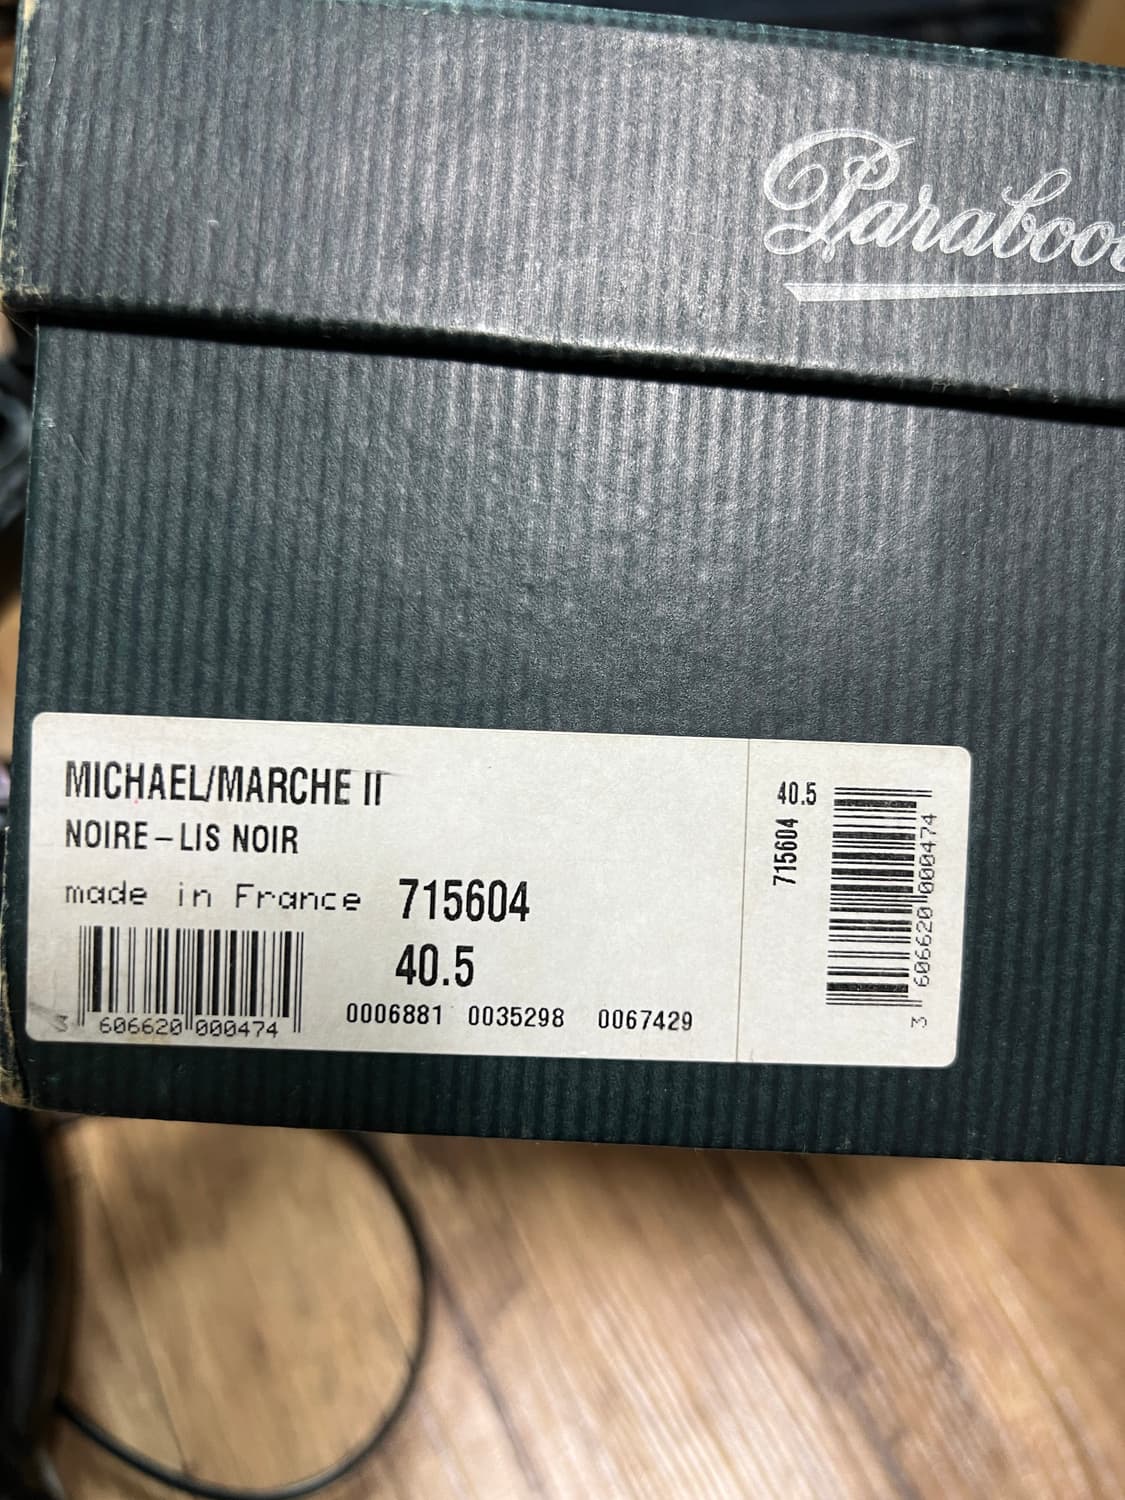 Paraboo
MICHAEL/MARCHE II
NOIRE – LIS NOIR
made in France 715604
40.5
3 606620 000474
0006881 0035298 0067429
40.5
715604
3 606620 000474